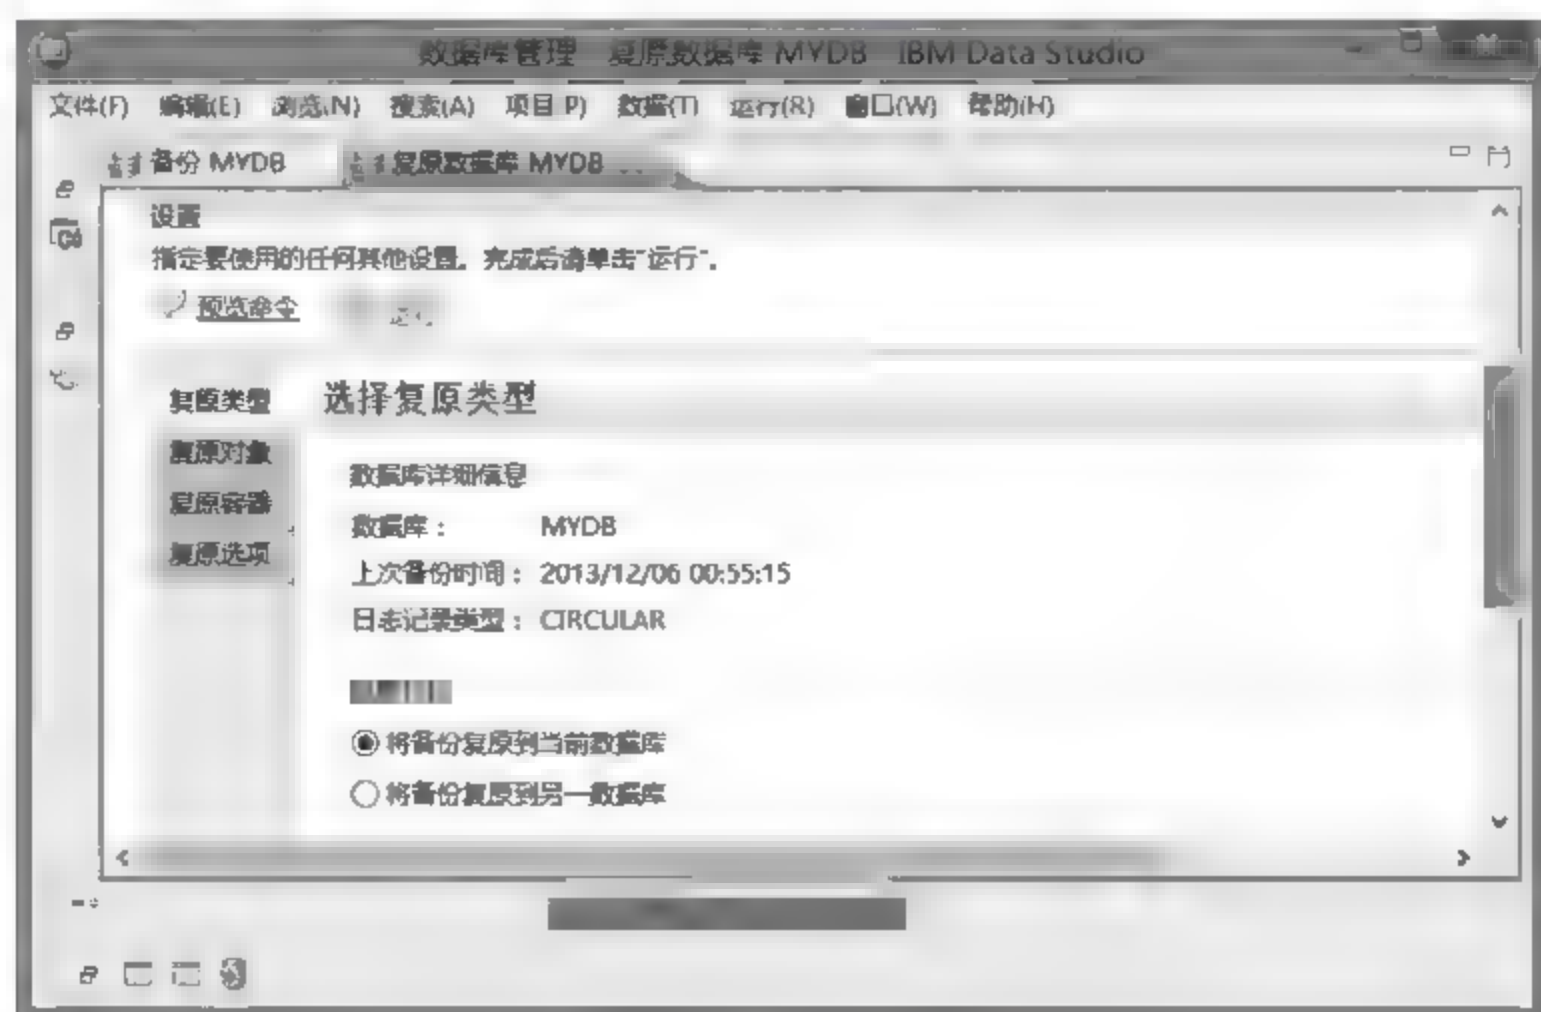 数据库管理 复原数据库 MYDB IBM Data Studio
文件(F) 编辑(E) 浏览(N) 搜索(A) 项目(P) 数据(T) 运行(R) 窗口(W) 帮助(H)
备份 MYDB 复原数据库 MYDB
设置
指定要使用的任何其他设置。完成后请单击"运行"。
预览命令 运行
复原类型 选择复原类型
复原对象
数据库详细信息
复原容器
数据库： MYDB
复原选项
上次备份时间： 2013/12/06 00:55:15
日志记录类型： CIRCULAR
将备份复原到当前数据库
将备份复原到另一数据库